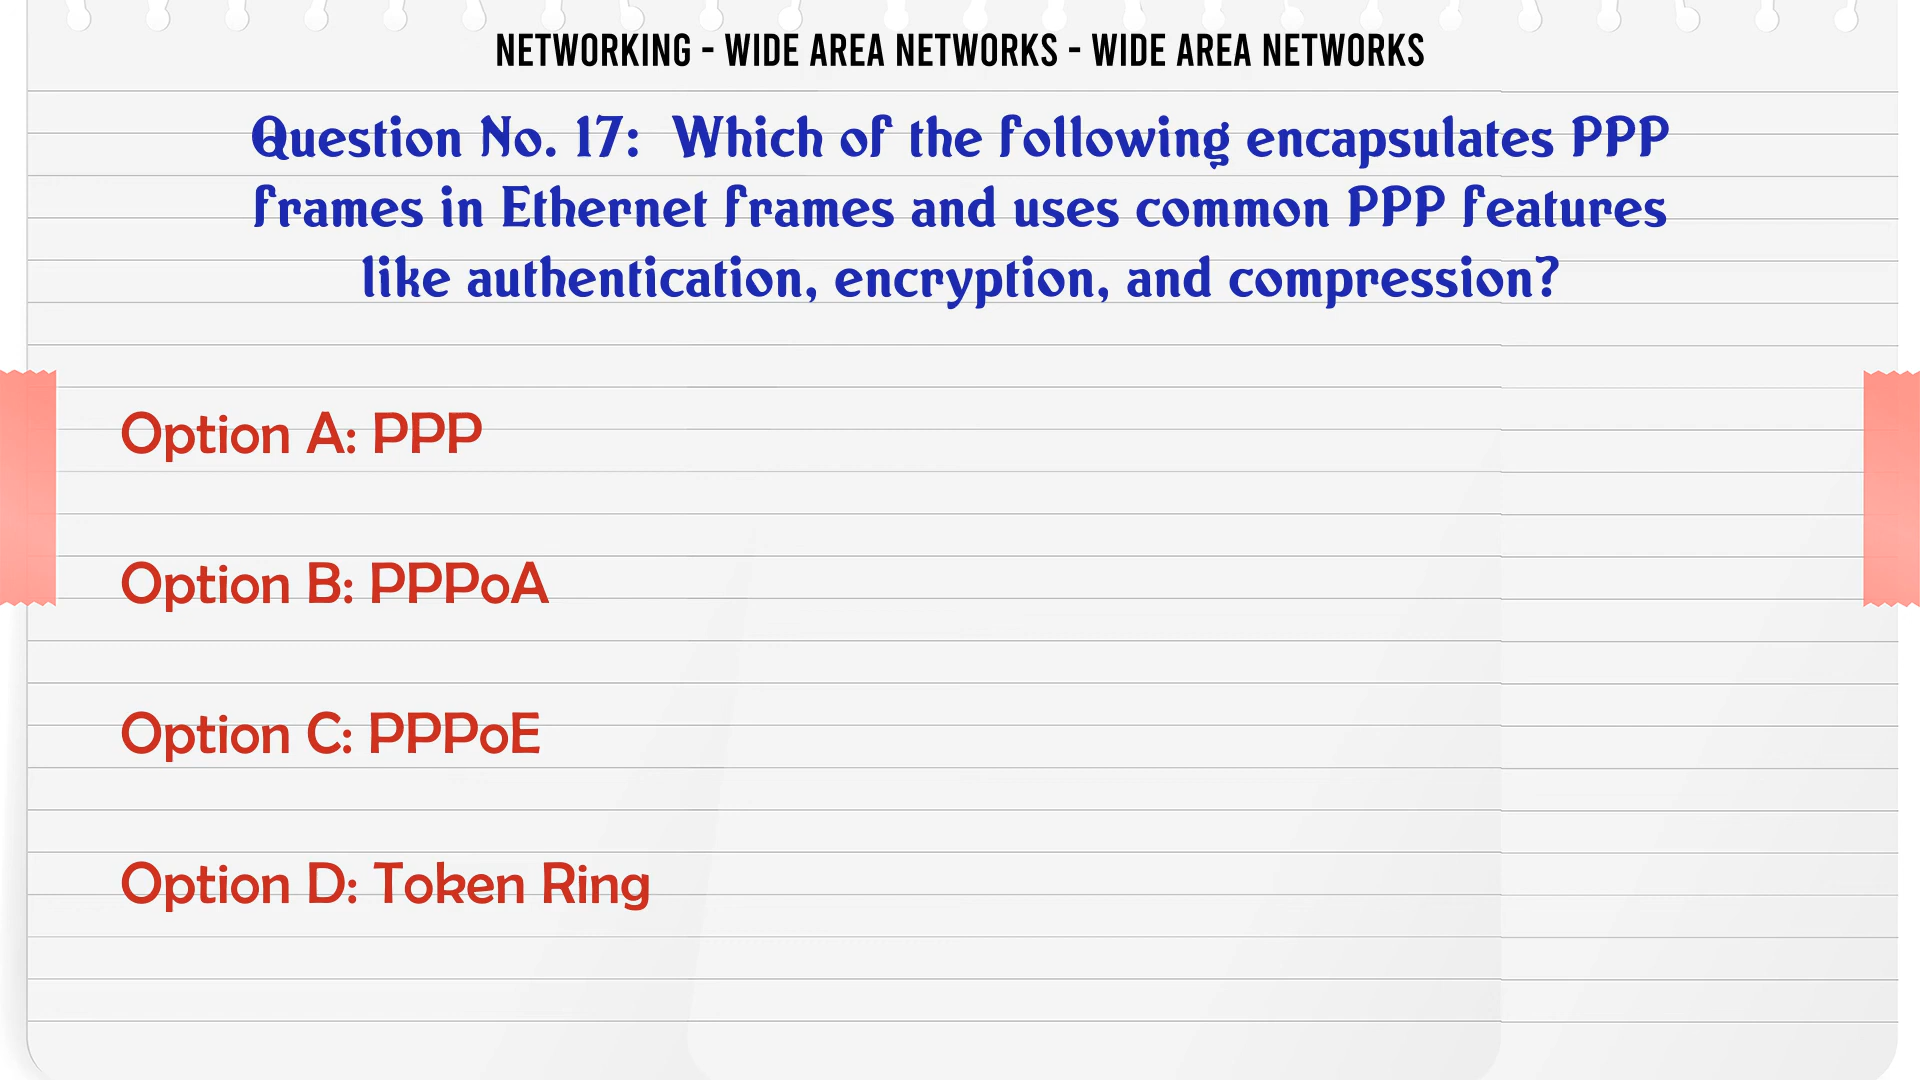 NETWORKING - WIDE AREA NETWORKS - WIDE AREA NETWORKS
Question No. 17: Which of the following encapsulates PPP
frames in Ethernet frames and uses common PPP features
like authentication, encryption, and compression?
Option A: PPP
Option B: PPPoA
Option C: PPPoE
Option D: Token Ring